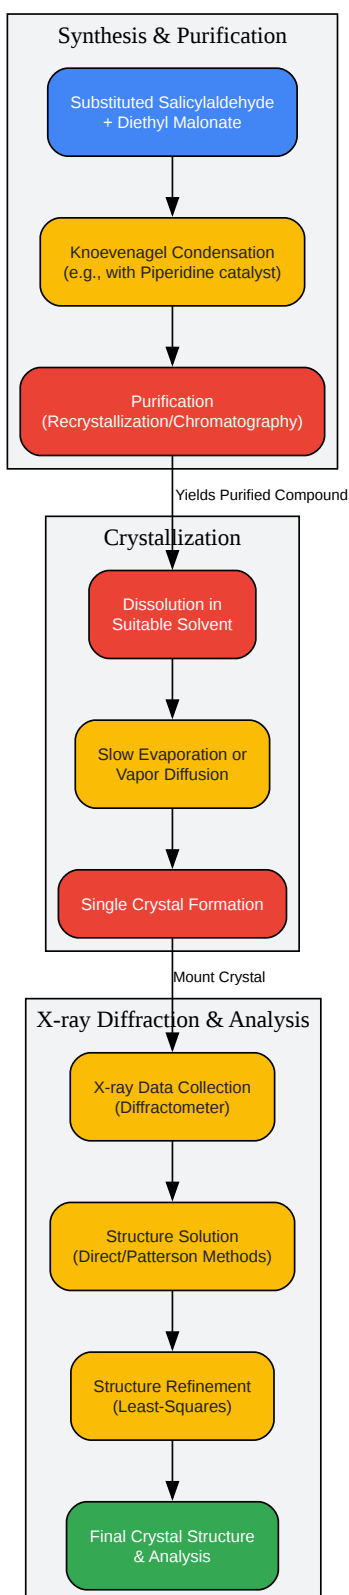 Synthesis & Purification
Substituted Salicylaldehyde
+ Diethyl Malonate
Knoevenagel Condensation
(e.g., with Piperidine catalyst)
Purification
(Recrystallization/Chromatography)
Yields Purified Compound
Crystallization
Dissolution in
Suitable Solvent
Slow Evaporation or
Vapor Diffusion
Single Crystal Formation
Mount Crystal
X-ray Diffraction & Analysis
X-ray Data Collection
(Diffractometer)
Structure Solution
(Direct/Patterson Methods)
Structure Refinement
(Least-Squares)
Final Crystal Structure
& Analysis